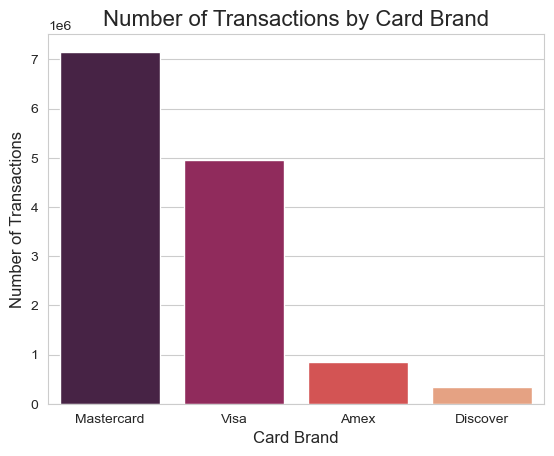 Number of Transactions by Card Brand
1e6
7
6
5
4
3
2
1
0
Number of Transactions
Mastercard Visa Amex Discover
Card Brand